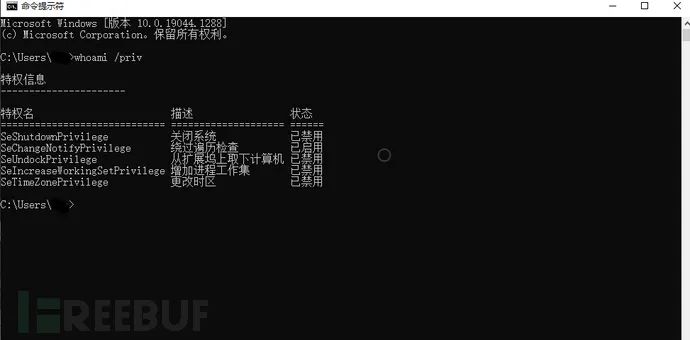 命令提示符
Microsoft Windows [版本 10.0.19044.1288]
(c) Microsoft Corporation。保留所有权利。
C:\Users\ >whoami /priv
特权信息
----------------------
特权名 描述 状态
============================= ==================== ======
SeShutdownPrivilege 关闭系统 已禁用
SeChangeNotifyPrivilege 绕过遍历检查 已启用
SeUndockPrivilege 从扩展坞上取下计算机 已禁用
SeIncreaseWorkingSetPrivilege 增加进程工作集 已禁用
SeTimeZonePrivilege 更改时区 已禁用
C:\Users\ >
FREEBUF